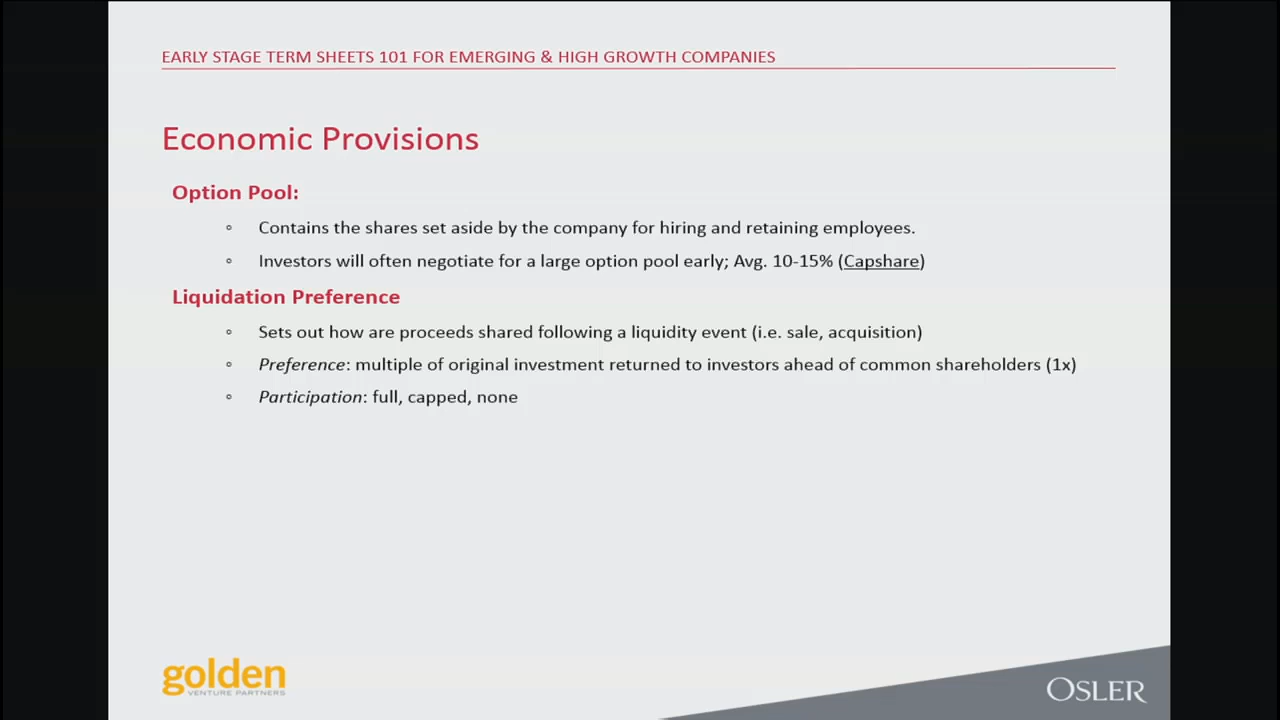 EARLY STAGE TERM SHEETS 101 FOR EMERGING & HIGH GROWTH COMPANIES
Economic Provisions
Option Pool:
◦ Contains the shares set aside by the company for hiring and retaining employees.
◦ Investors will often negotiate for a large option pool early; Avg. 10-15% (Capshare)
Liquidation Preference
◦ Sets out how are proceeds shared following a liquidity event (i.e. sale, acquisition)
◦ Preference: multiple of original investment returned to investors ahead of common shareholders (1x)
◦ Participation: full, capped, none
golden
VENTURE PARTNERS
OSLER